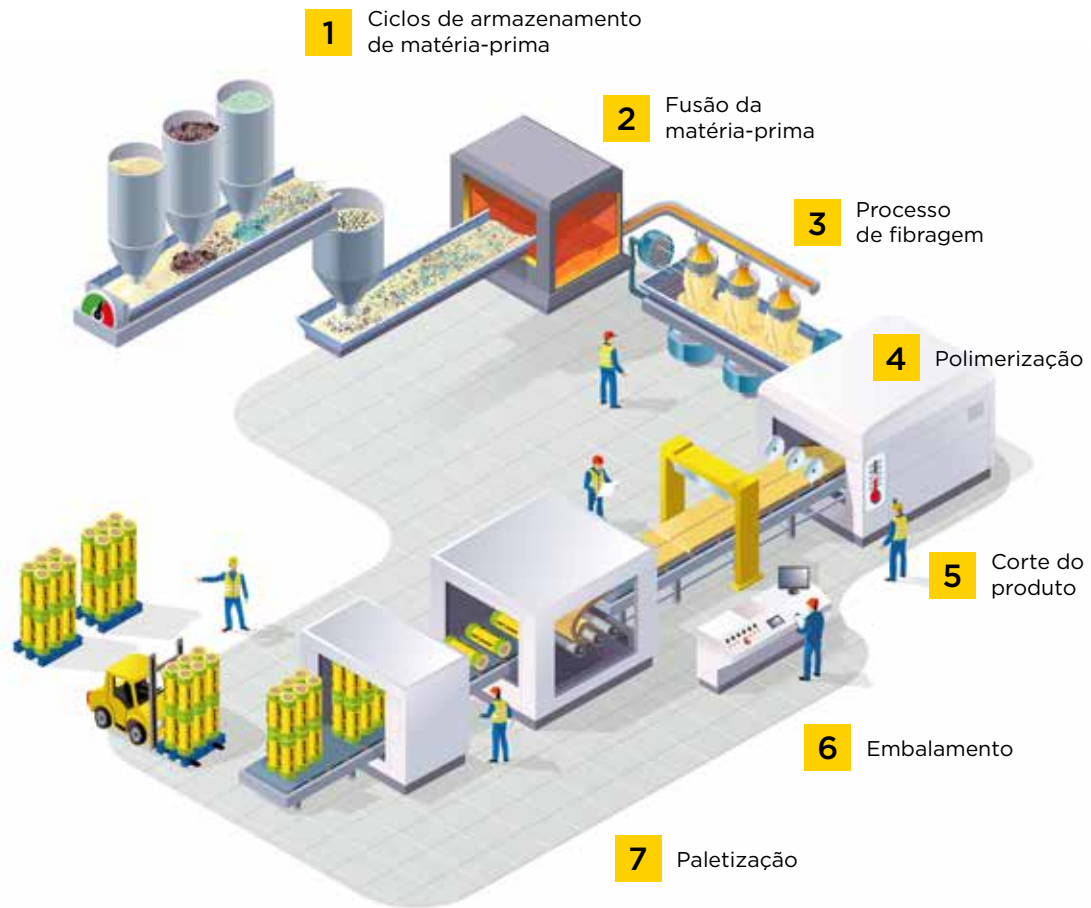 1
Ciclos de armazenamento
de matéria-prima
2
Fusão da
matéria-prima
3
Processo
de fibragem
4
Polimerização
5
Corte do
produto
6
Embalamento
7
Paletização